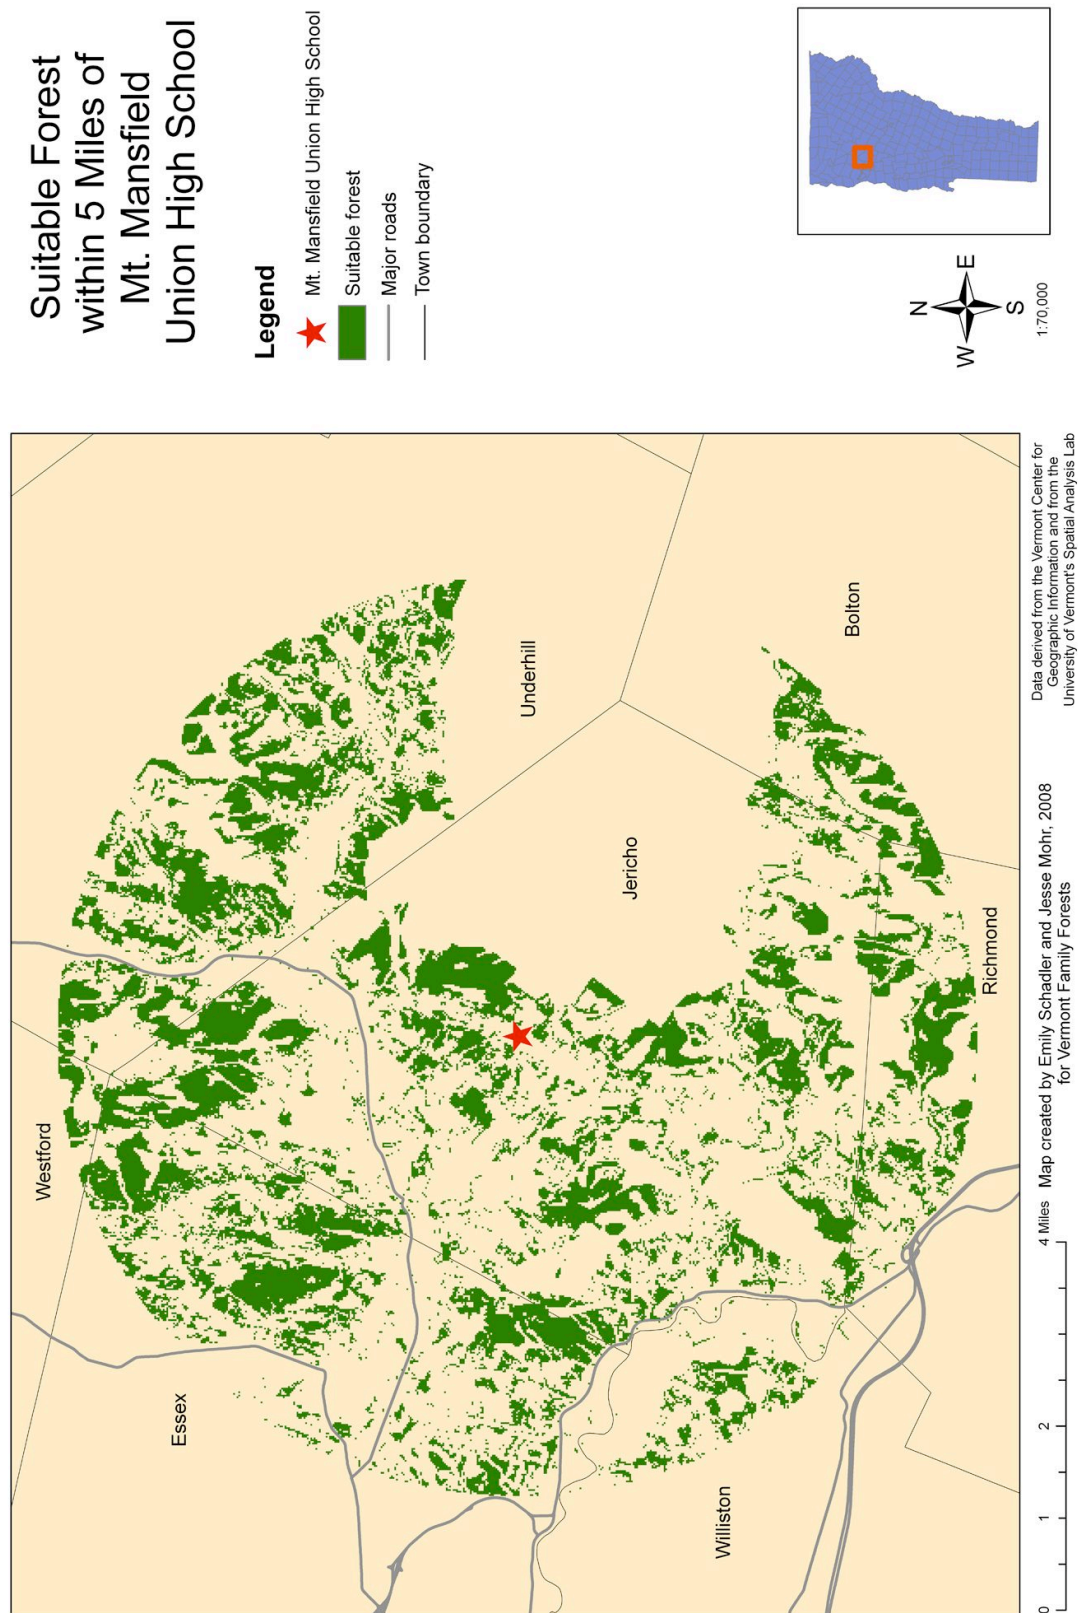 Suitable Forest
within 5 Miles of
Mt. Mansfield
Union High School
Legend
Mt. Mansfield Union High School
Suitable forest
Major roads
Town boundary
N
W E
S
1:70,000
Westford
Essex
Underhill
Jericho
Bolton
Richmond
Williston
0 1 2 4 Miles
Map created by Emily Schadler and Jesse Mohr, 2008
for Vermont Family Forests
Data derived from the Vermont Center for
Geographic Information and from the
University of Vermont's Spatial Analysis Lab